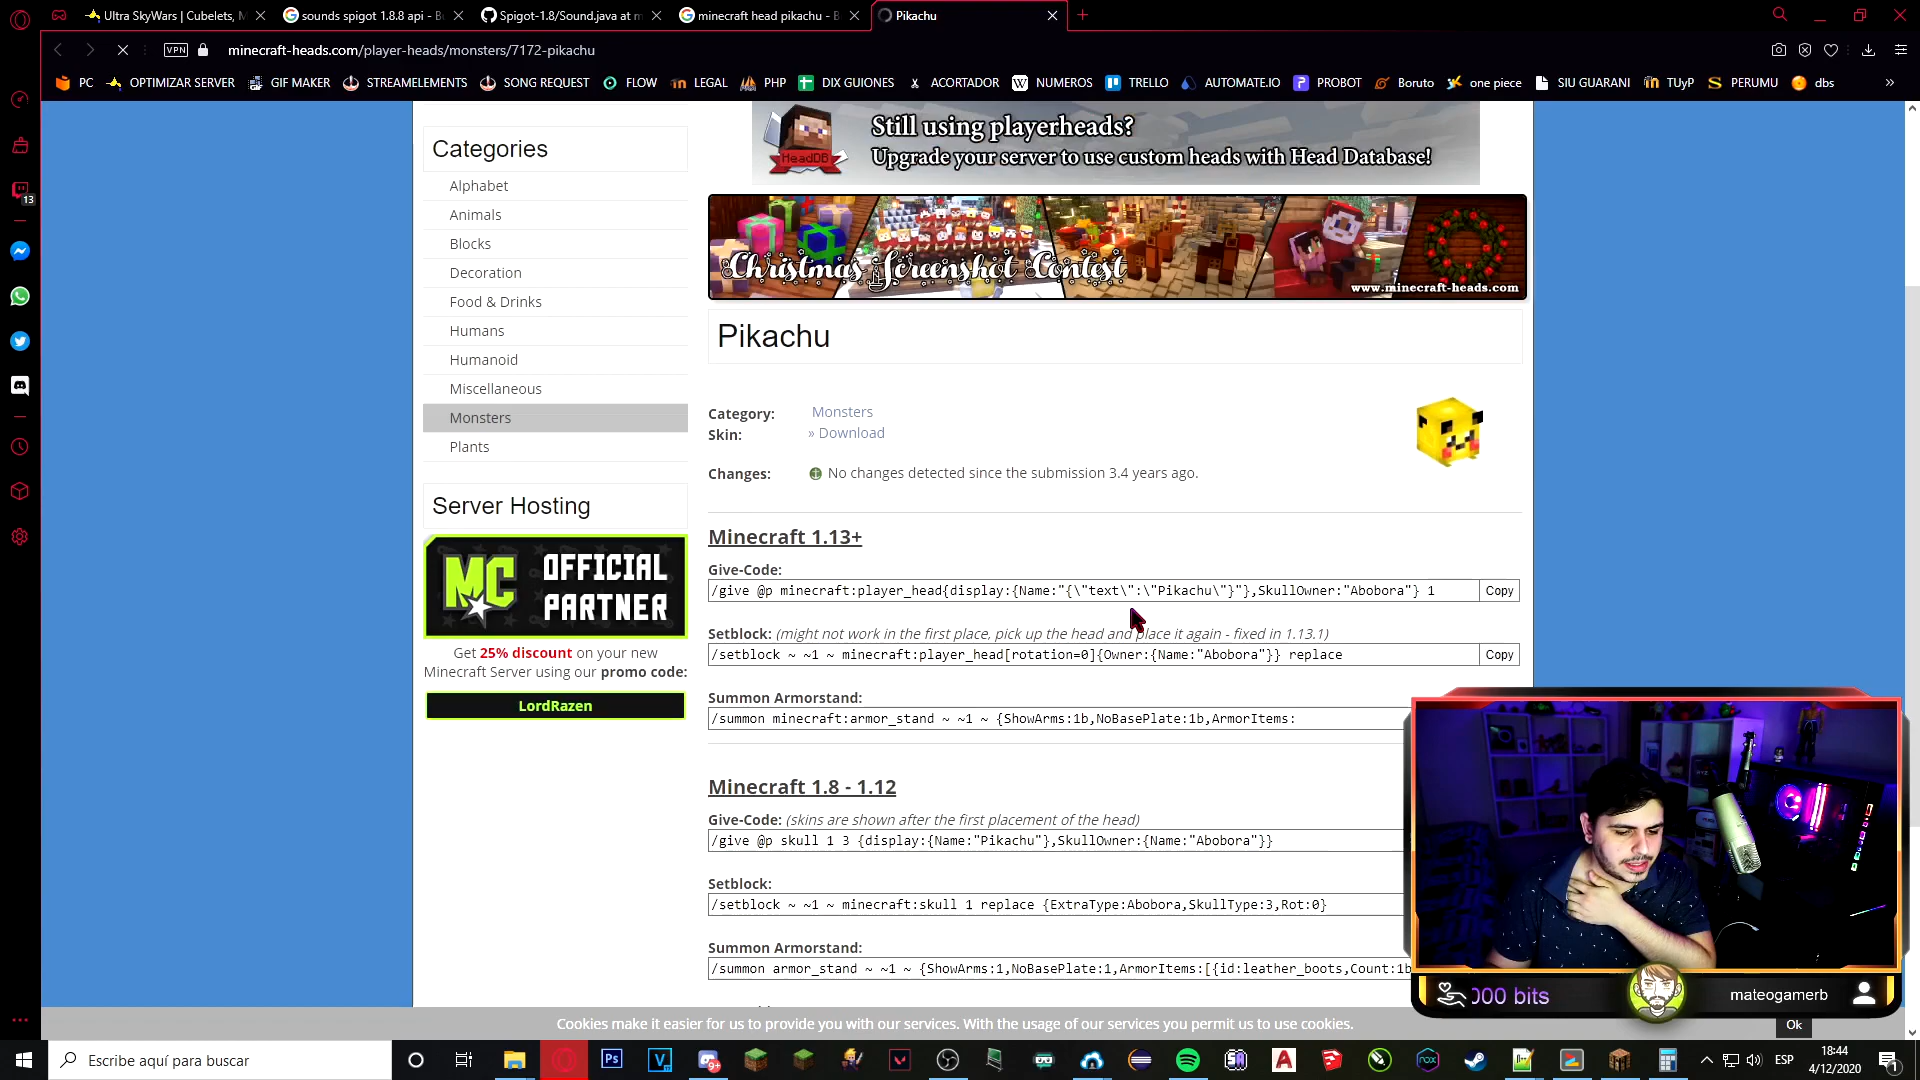 Ultra SkyWars | Cubelets, M
sounds spigot 1.8.8 api - B
Spigot-1.8/Sound.java at m
minecraft head pikachu - B
Pikachu
VPN
minecraft-heads.com/player-heads/monsters/7172-pikachu
PC
OPTIMIZAR SERVER
GIF MAKER
STREAMELEMENTS
SONG REQUEST
FLOW
LEGAL
PHP
DIX GUIONES
ACORTADOR
NUMEROS
TRELLO
AUTOMATE.IO
PROBOT
Boruto
one piece
SIU GUARANI
TUyP
PERUMU
dbs
»
13
Categories
Alphabet
Animals
Blocks
Decoration
Food & Drinks
Humans
Humanoid
Miscellaneous
Monsters
Plants
Server Hosting
MC OFFICIAL
PARTNER
Get 25% discount on your new
Minecraft Server using our promo code:
LordRazen
HeadDB
Still using playerheads?
Upgrade your server to use custom heads with Head Database!
Christmas Screenshot Contest
www.minecraft-heads.com
Pikachu
Category: Monsters
Skin: » Download
Changes: No changes detected since the submission 3.4 years ago.
Minecraft 1.13+
Give-Code:
/give @p minecraft:player_head{display:{Name:"{\"text\":\"Pikachu\"}"},SkullOwner:"Abobora"} 1
Copy
Setblock: (might not work in the first place, pick up the head and place it again - fixed in 1.13.1)
/setblock ~ ~1 ~ minecraft:player_head[rotation=0]{Owner:{Name:"Abobora"}} replace
Copy
Summon Armorstand:
/summon minecraft:armor_stand ~ ~1 ~ {ShowArms:1b,NoBasePlate:1b,ArmorItems:
Minecraft 1.8 - 1.12
Give-Code: (skins are shown after the first placement of the head)
/give @p skull 1 3 {display:{Name:"Pikachu"},SkullOwner:{Name:"Abobora"}}
Setblock:
/setblock ~ ~1 ~ minecraft:skull 1 replace {ExtraType:Abobora,SkullType:3,Rot:0}
Summon Armorstand:
/summon armor_stand ~ ~1 ~ {ShowArms:1,NoBasePlate:1,ArmorItems:[{id:leather_boots,Count:1b
000 bits
mateogamerb
Cookies make it easier for us to provide you with our services. With the usage of our services you permit us to use cookies.
Ok
Escribe aquí para buscar
Ps
ESP
18:44
4/12/2020
1